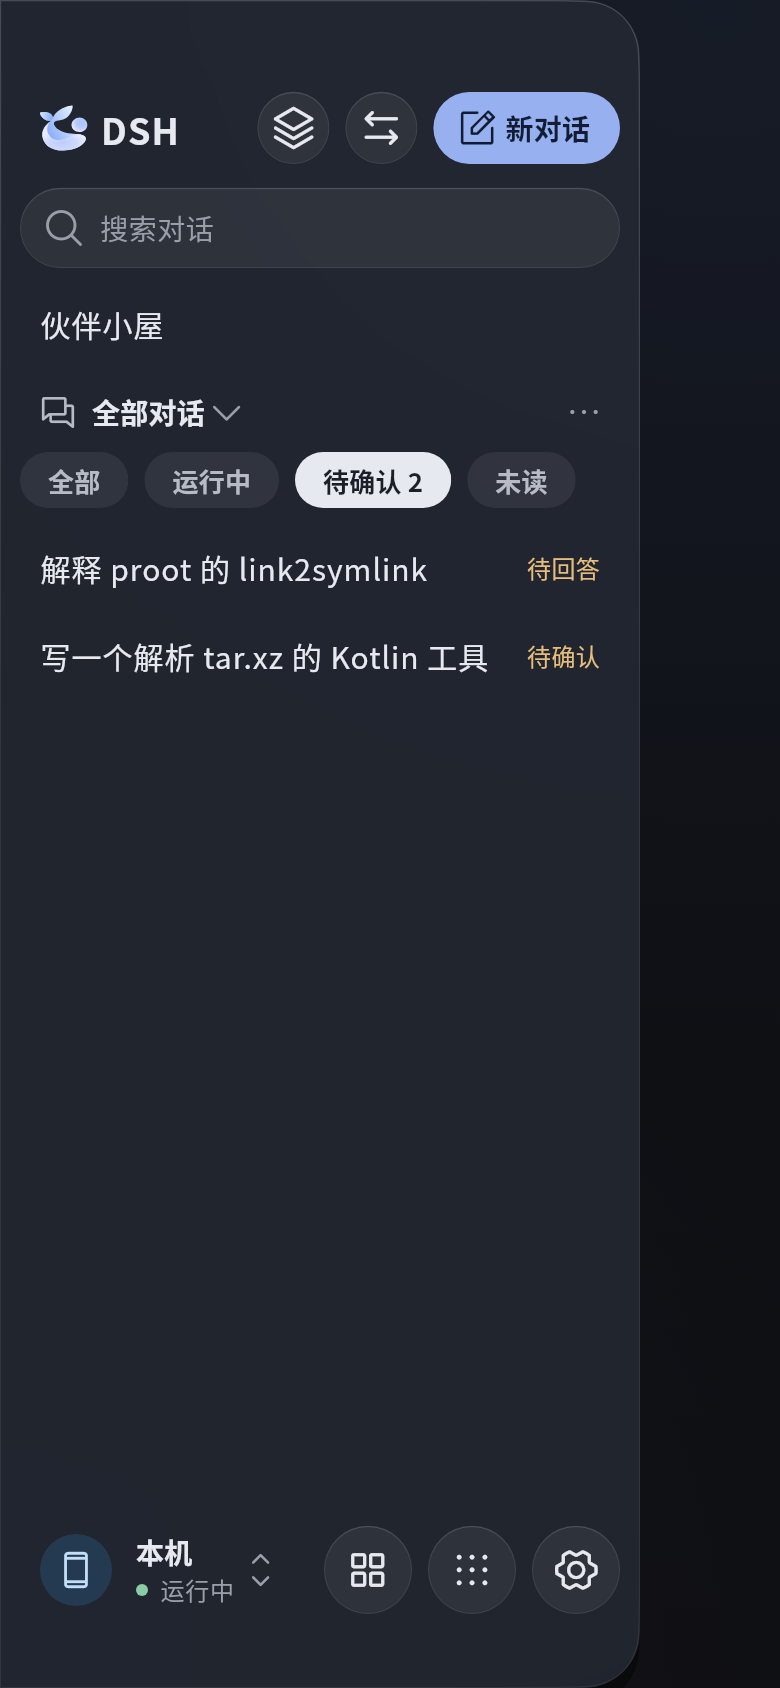 DSH
新对话
搜索对话
伙伴小屋
全部对话
全部 运行中 待确认 2 未读
解释 proot 的 link2symlink 待回答
写一个解析 tar.xz 的 Kotlin 工具 待确认
本机
运行中